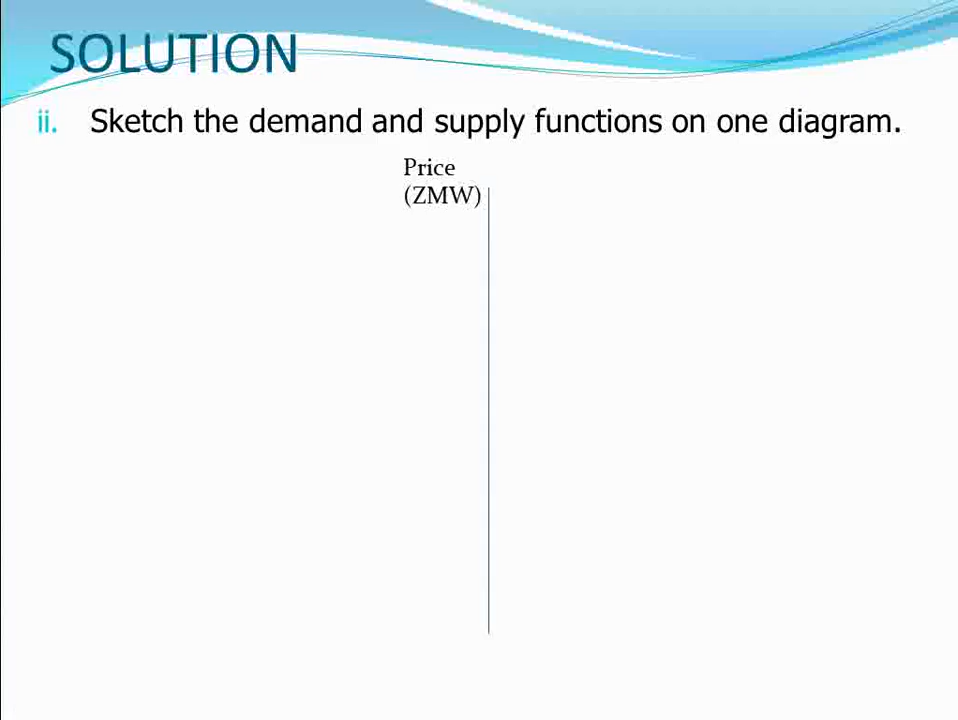 SOLUTION
ii. Sketch the demand and supply functions on one diagram.
Price
(ZMW)